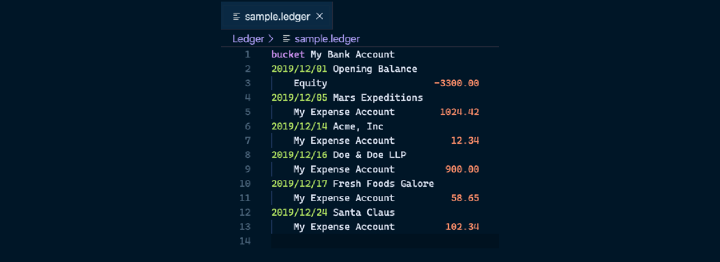 sample.ledger ×
Ledger > sample.ledger
1 bucket My Bank Account
2 2019/12/01 Opening Balance
3 Equity -3300.00
4 2019/12/05 Mars Expeditions
5 My Expense Account 1024.42
6 2019/12/14 Acme, Inc
7 My Expense Account 12.34
8 2019/12/16 Doe & Doe LLP
9 My Expense Account 900.00
10 2019/12/17 Fresh Foods Galore
11 My Expense Account 58.65
12 2019/12/24 Santa Claus
13 My Expense Account 102.34
14